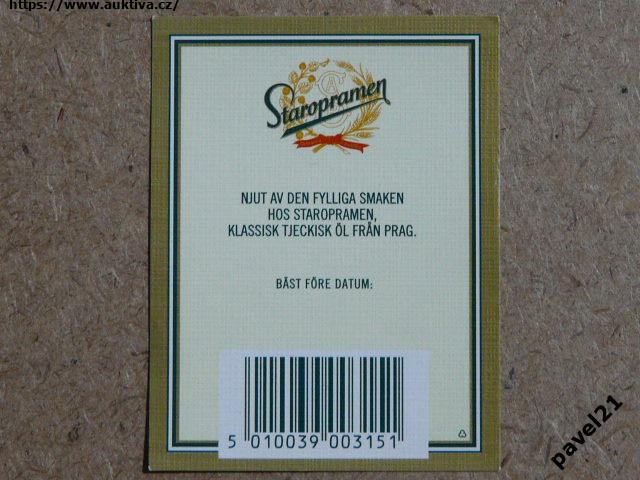 https://www.auktiva.cz/
Staropramen
NJUT AV DEN FYLLIGA SMAKEN
HOS STAROPRAMEN,
KLASSISK TJECKISK ÖL FRÅN PRAG.
BÄST FÖRE DATUM:
5 010039 003151
pavel21